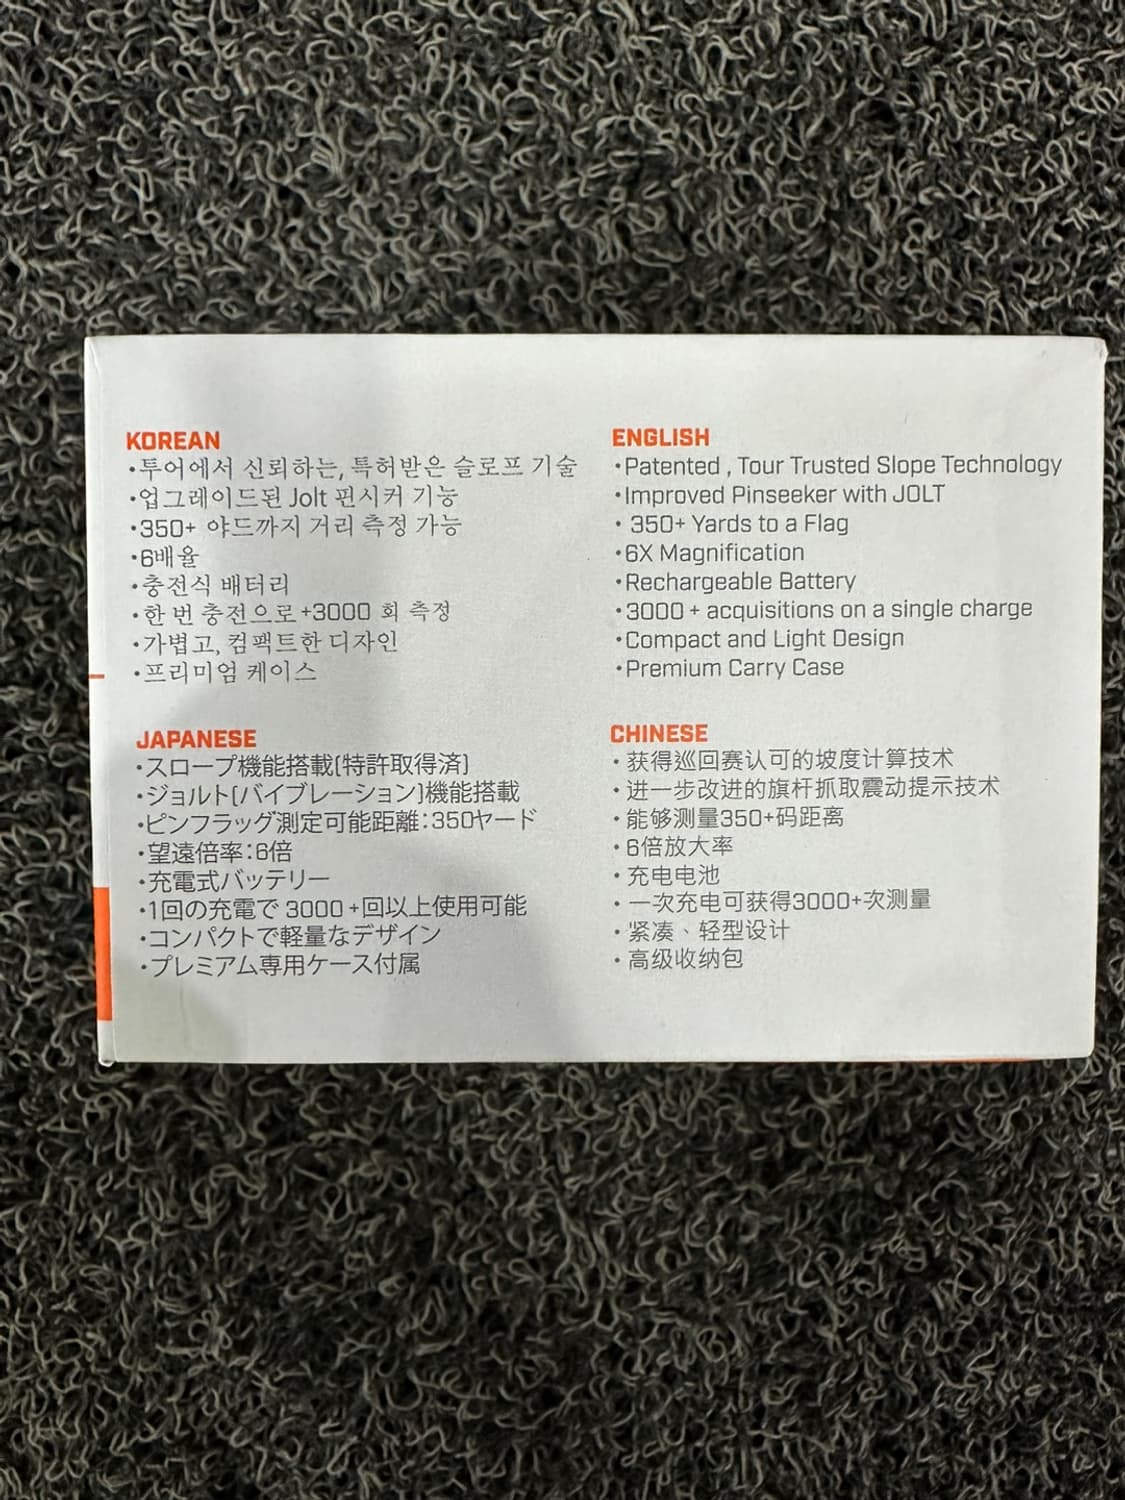 KOREAN
•투어에서 신뢰하는, 특허받은 슬로프 기술
•업그레이드된 Jolt 핀시커 기능
•350+ 야드까지 거리 측정 가능
•6배율
•충전식 배터리
•한 번 충전으로 +3000 회 측정
•가볍고, 컴팩트한 디자인
•프리미엄 케이스
ENGLISH
•Patented , Tour Trusted Slope Technology
•Improved Pinseeker with JOLT
• 350+ Yards to a Flag
•6X Magnification
•Rechargeable Battery
•3000 + acquisitions on a single charge
•Compact and Light Design
•Premium Carry Case
JAPANESE
•スロープ機能搭載(特許取得済)
•ジョルト(バイブレーション)機能搭載
•ピンフラッグ測定可能距離:350ヤード
•望遠倍率:6倍
•充電式バッテリー
•1回の充電で 3000 +回以上使用可能
•コンパクトで軽量なデザイン
•プレミアム専用ケース付属
CHINESE
• 获得巡回赛认可的坡度计算技术
• 进一步改进的旗杆抓取震动提示技术
• 能够测量350+码距离
• 6倍放大率
• 充电电池
• 一次充电可获得3000+次测量
• 紧凑、轻型设计
• 高级收纳包